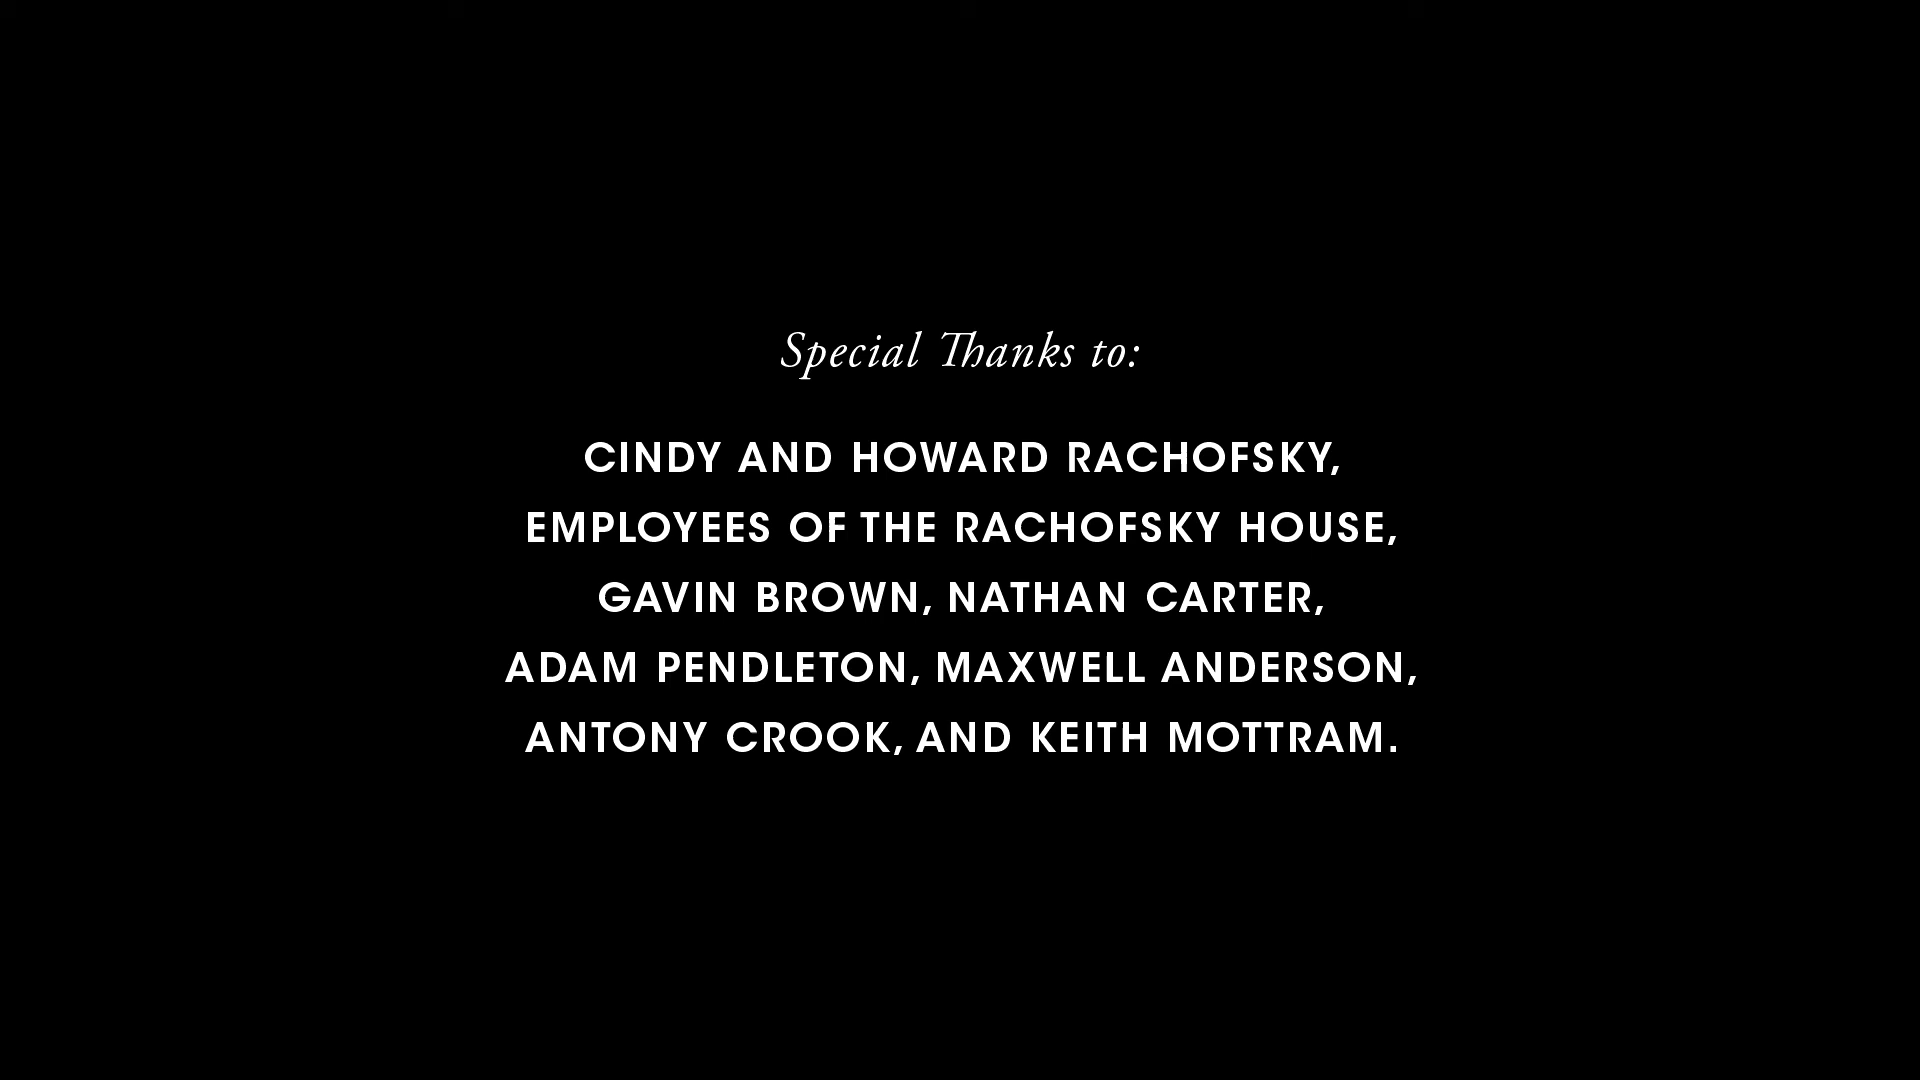 Special Thanks to:
CINDY AND HOWARD RACHOFSKY,
EMPLOYEES OF THE RACHOFSKY HOUSE,
GAVIN BROWN, NATHAN CARTER,
ADAM PENDLETON, MAXWELL ANDERSON,
ANTONY CROOK, AND KEITH MOTTRAM.